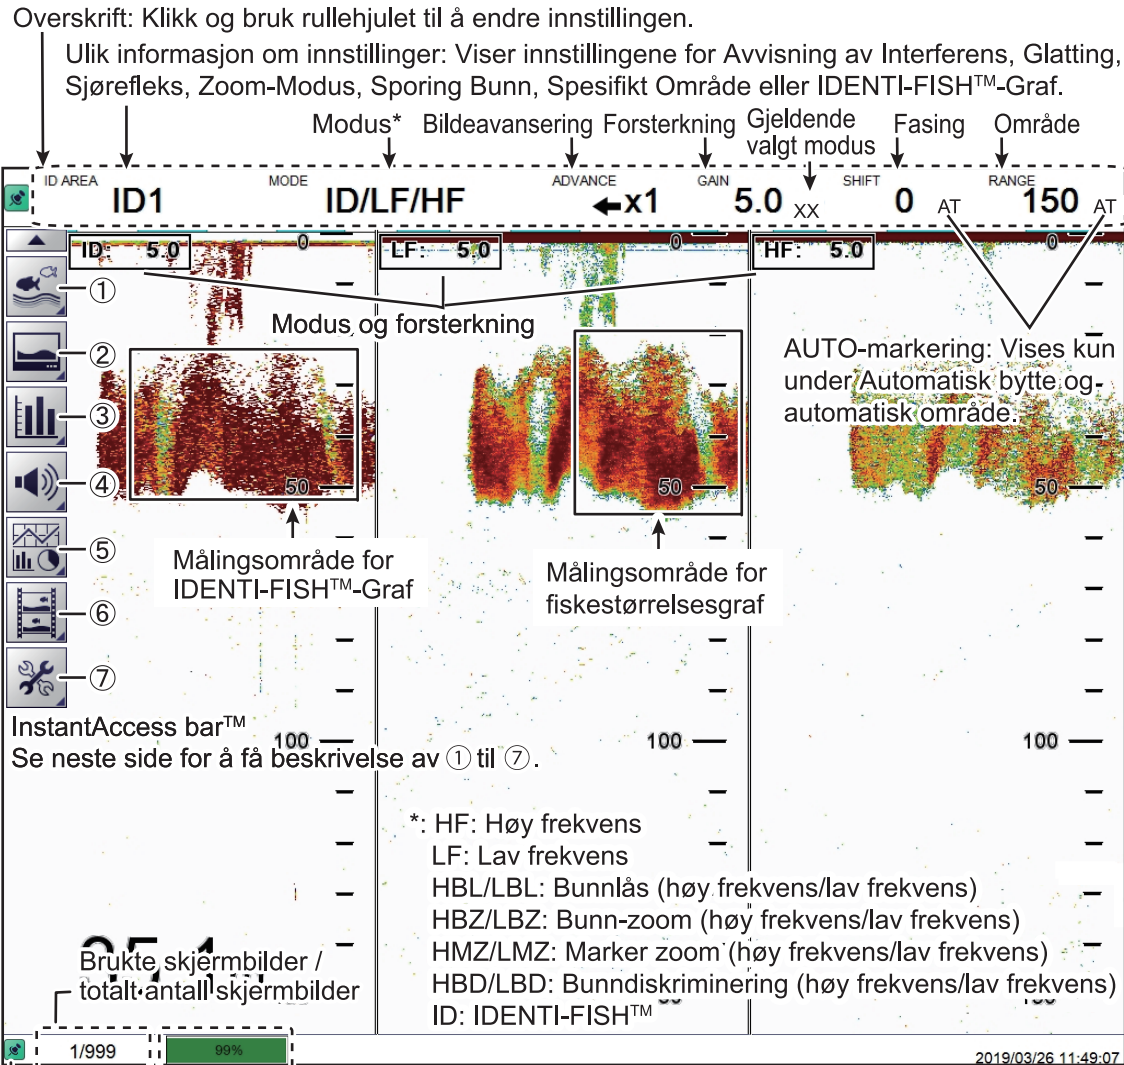 Overskrift: Klikk og bruk rullehjulet til å endre innstillingen.
Ulik informasjon om innstillinger: Viser innstillingene for Avvisning av Interferens, Glatting,
Sjørefleks, Zoom-Modus, Sporing Bunn, Spesifikt Område eller IDENTI-FISH™-Graf.
Modus* Bildeavansering Forsterkning Gjeldende valgt modus Fasing Område
ID AREA MODE ADVANCE GAIN SHIFT RANGE
ID1 ID/LF/HF ←x1 5.0 XX 0 AT 150 AT
ID: 5.0 0 LF: 5.0 0 HF: 5.0 0
①
Modus og forsterkning
②
AUTO-markering: Vises kun
under Automatisk bytte og
automatisk område.
③
④
50 50 50
⑤
Målingsområde for
IDENTI-FISH™-Graf
Målingsområde for
fiskestørrelsesgraf
⑥
⑦
InstantAccess bar™
Se neste side for å få beskrivelse av ① til ⑦.
100 100 100
*: HF: Høy frekvens
LF: Lav frekvens
HBL/LBL: Bunnlås (høy frekvens/lav frekvens)
HBZ/LBZ: Bunn-zoom (høy frekvens/lav frekvens)
HMZ/LMZ: Marker zoom (høy frekvens/lav frekvens)
HBD/LBD: Bunndiskriminering (høy frekvens/lav frekvens)
ID: IDENTI-FISH™
Brukte skjermbilder /
totalt antall skjermbilder
1/999 99%
2019/03/26 11:49:07